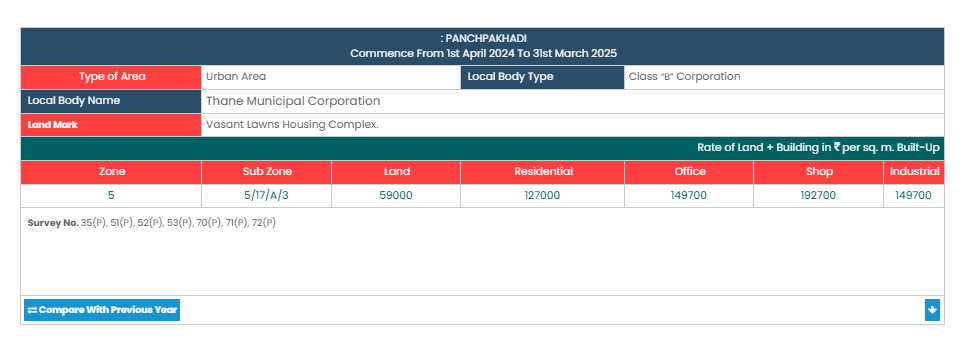 : PANCHPAKHADI
Commence From 1st April 2024 To 31st March 2025
Type of Area Urban Area Local Body Type Class "B" Corporation
Local Body Name Thane Municipal Corporation
Land Mark Vasant Lawns Housing Complex.
Rate of Land + Building in ₹ per sq. m. Built-Up
Zone Sub Zone Land Residential Office Shop Industrial
5 5/17/A/3 59000 127000 149700 192700 149700
Survey No. 35(P), 51(P), 52(P), 53(P), 70(P), 71(P), 72(P)
Compare With Previous Year